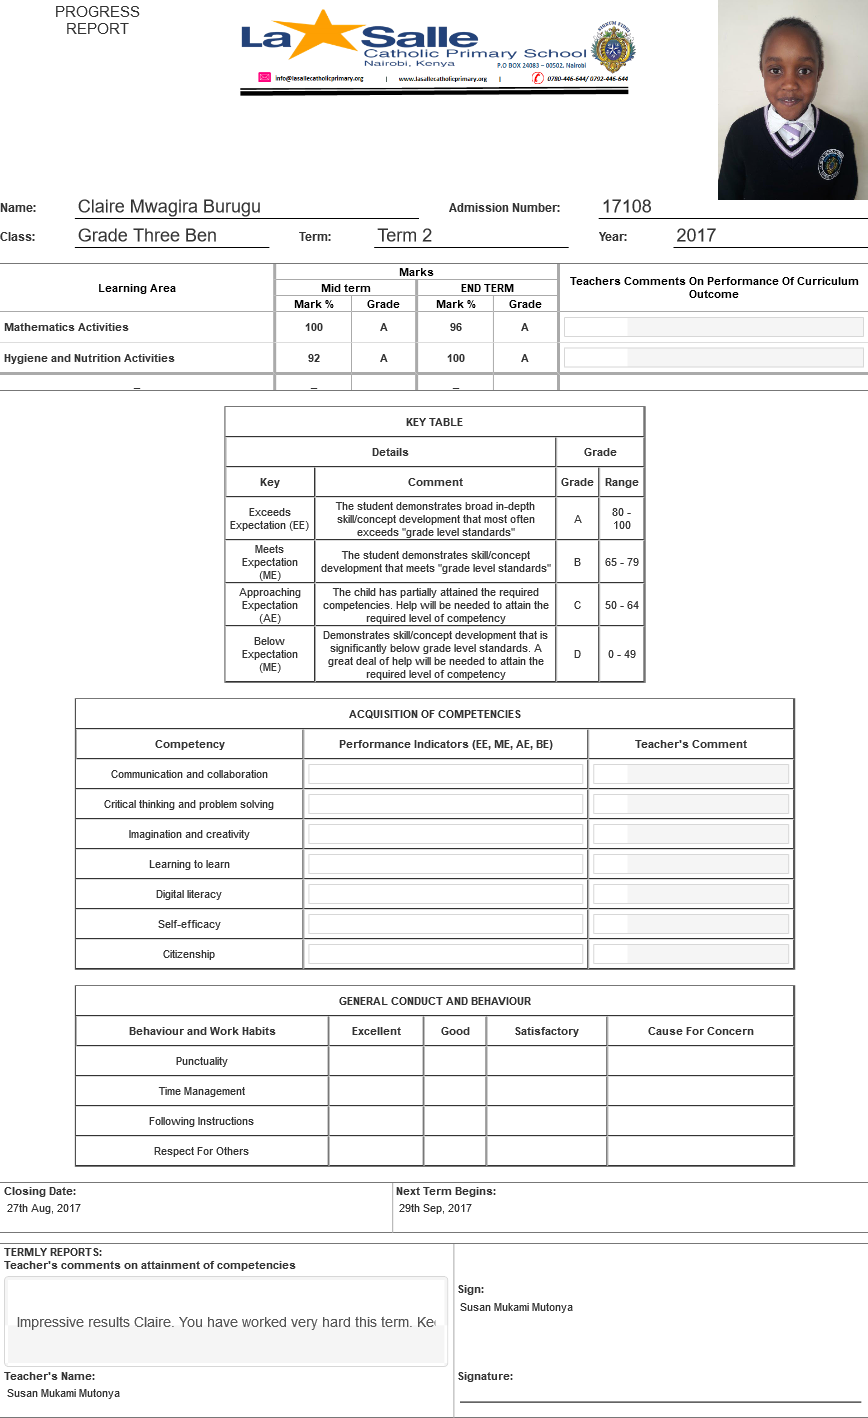 PROGRESS
REPORT
La Salle
Catholic Primary School
Nairobi, Kenya
P.O BOX 24083 – 00502, Nairobi
info@lasallecatholicprimary.org | www.lasallecatholicprimary.org | 0780-446-644/ 0792-446-644
Name: Claire Mwagira Burugu Admission Number: 17108
Class: Grade Three Ben Term: Term 2 Year: 2017
Learning Area Marks Teachers Comments On Performance Of Curriculum Outcome
Mid term END TERM
Mark % Grade Mark % Grade
Mathematics Activities 100 A 96 A
Hygiene and Nutrition Activities 92 A 100 A
_ _ _
KEY TABLE
Details Grade
Key Comment Grade Range
Exceeds Expectation (EE) The student demonstrates broad in-depth skill/concept development that most often exceeds "grade level standards" A 80 - 100
Meets Expectation (ME) The student demonstrates skill/concept development that meets "grade level standards" B 65 - 79
Approaching Expectation (AE) The child has partially attained the required competencies. Help will be needed to attain the required level of competency C 50 - 64
Below Expectation (ME) Demonstrates skill/concept development that is significantly below grade level standards. A great deal of help will be needed to attain the required level of competency D 0 - 49
ACQUISITION OF COMPETENCIES
Competency Performance Indicators (EE, ME, AE, BE) Teacher's Comment
Communication and collaboration
Critical thinking and problem solving
Imagination and creativity
Learning to learn
Digital literacy
Self-efficacy
Citizenship
GENERAL CONDUCT AND BEHAVIOUR
Behaviour and Work Habits Excellent Good Satisfactory Cause For Concern
Punctuality
Time Management
Following Instructions
Respect For Others
Closing Date: Next Term Begins:
27th Aug, 2017 29th Sep, 2017
TERMLY REPORTS:
Teacher's comments on attainment of competencies
Impressive results Claire. You have worked very hard this term.
Sign:
Susan Mukami Mutonya
Teacher's Name: Signature:
Susan Mukami Mutonya